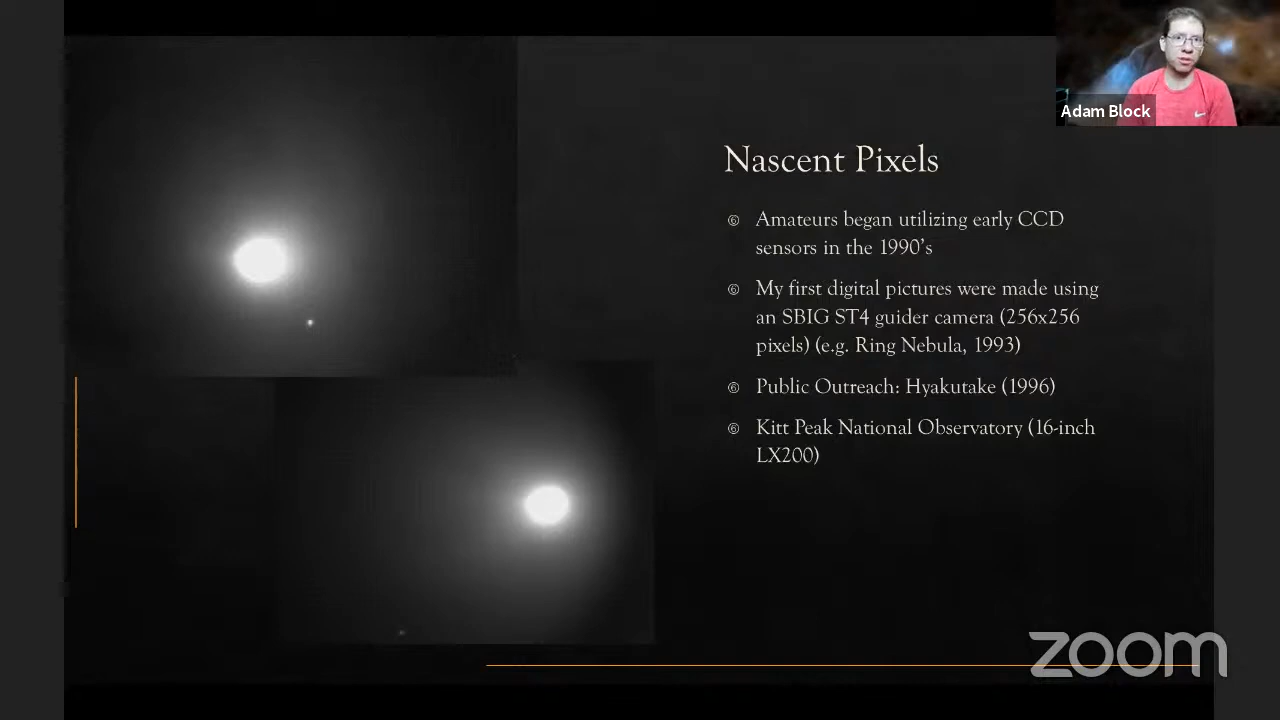 Adam Block
Nascent Pixels
Amateurs began utilizing early CCD
sensors in the 1990’s
My first digital pictures were made using
an SBIG ST4 guider camera (256x256
pixels) (e.g. Ring Nebula, 1993)
Public Outreach: Hyakutake (1996)
Kitt Peak National Observatory (16-inch
LX200)
zoom